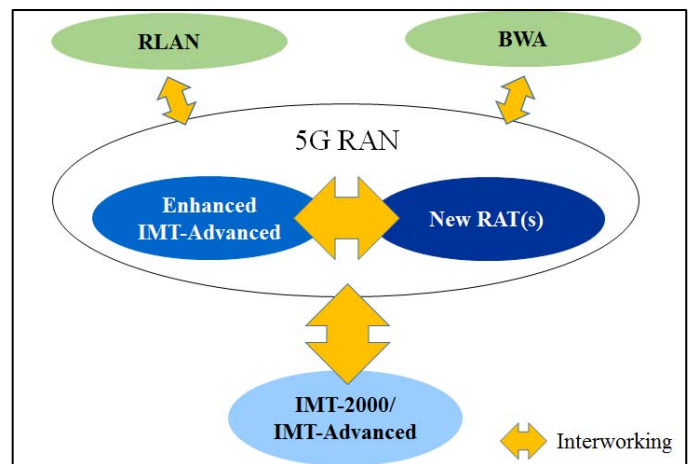 RLAN
BWA
5G RAN
Enhanced
IMT-Advanced
New RAT(s)
IMT-2000/
IMT-Advanced
Interworking